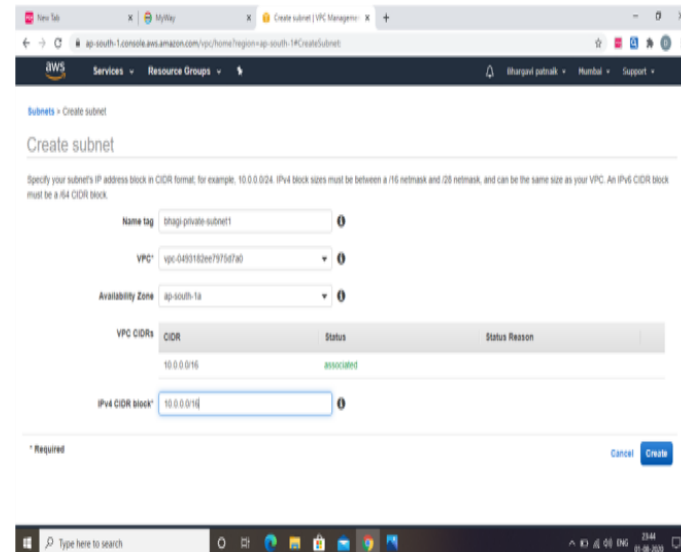 New Tab
MyWay
Create subnet | VPC Manageme
ap-south-1.console.aws.amazon.com/vpc/home?region=ap-south-1#CreateSubnet:
aws
Services
Resource Groups
Bhargavi patnaik
Mumbai
Support
Subnets > Create subnet
Create subnet
Specify your subnet's IP address block in CIDR format; for example, 10.0.0.0/24. IPv4 block sizes must be between a /16 netmask and /28 netmask, and can be the same size as your VPC. An IPv6 CIDR block
must be a /64 CIDR block.
Name tag bhagi-private-subnet1
VPC* vpc-0493182ee7975d7a0
Availability Zone ap-south-1a
VPC CIDRs CIDR Status Status Reason
10.0.0.0/16 associated
IPv4 CIDR block* 10.0.0.0/16
* Required
Cancel Create
Type here to search
ENG
23:44
01-08-2020